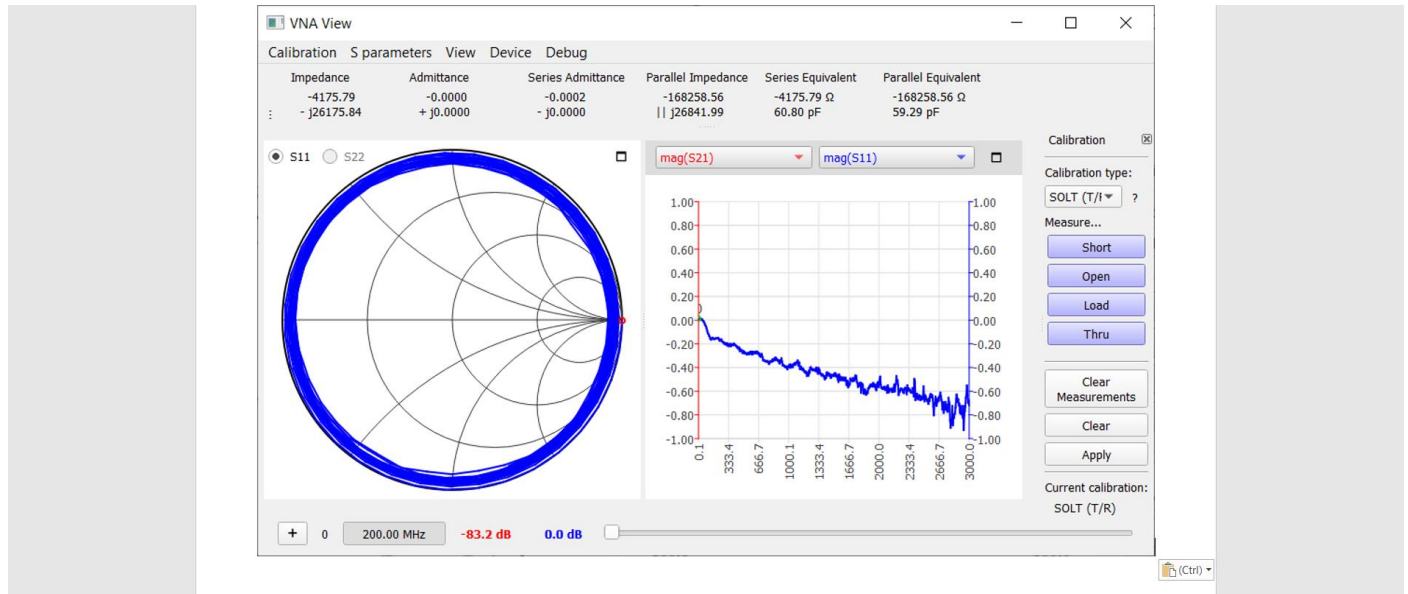 VNA View
Calibration S parameters View Device Debug
Impedance Admittance Series Admittance Parallel Impedance Series Equivalent Parallel Equivalent
-4175.79 -0.0000 -0.0002 -168258.56 -4175.79 Ω -168258.56 Ω
- j26175.84 + j0.0000 - j0.0000 || j26841.99 60.80 pF 59.29 pF
S11 S22
mag(S21) mag(S11)
1.00 1.00
0.80 0.80
0.60 0.60
0.40 0.40
0.20 0.20
0.00 0.00
-0.20 -0.20
-0.40 -0.40
-0.60 -0.60
-0.80 -0.80
-1.00 -1.00
0.1 333.4 666.7 1000.1 1333.4 1666.7 2000.0 2333.4 2666.7 3000.0
Calibration
Calibration type:
SOLT (T/ ?
Measure...
Short
Open
Load
Thru
Clear
Measurements
Clear
Apply
Current calibration:
SOLT (T/R)
+ 0 200.00 MHz -83.2 dB 0.0 dB
(Ctrl)